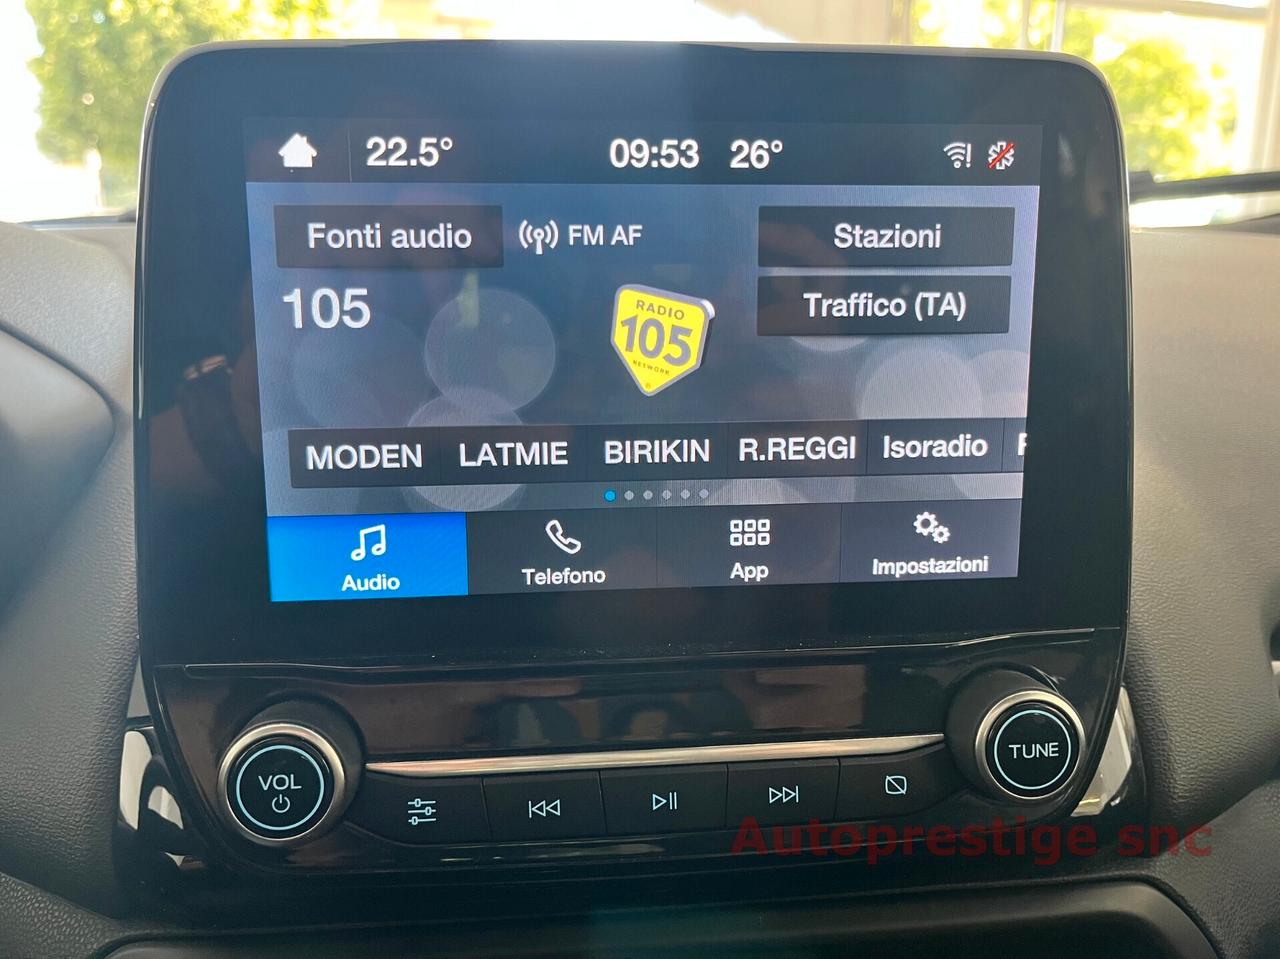 22.5° 09:53 26°
Fonti audio FM AF Stazioni
105 Traffico (TA)
RADIO
105
NETWORK
MODEN LATMIE BIRIKIN R.REGGI Isoradio
Audio Telefono App Impostazioni
VOL TUNE
Autoprestige snc